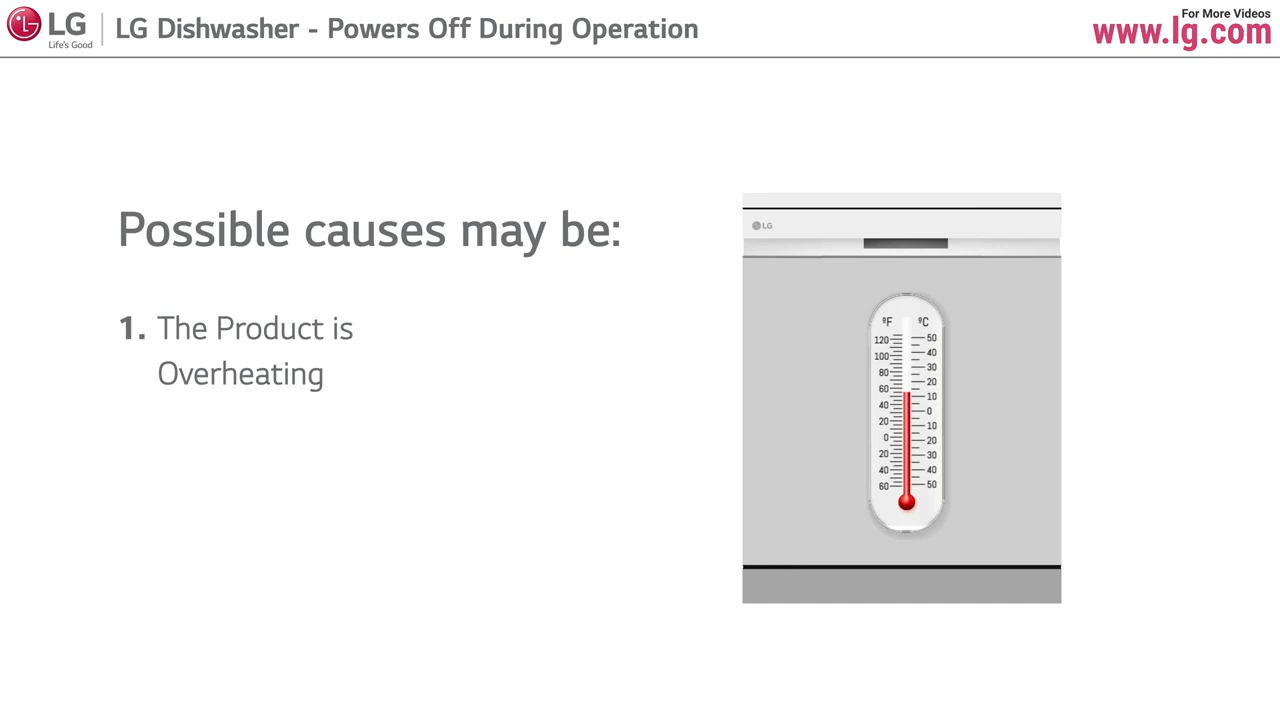 LG
Life's Good
LG Dishwasher - Powers Off During Operation
For More Videos
www.lg.com
Possible causes may be:
1. The Product is
Overheating
LG
ºF ºC
120 50
100 40
80 30
60 20
40 10
20 0
0 10
20 20
40 30
60 40
50